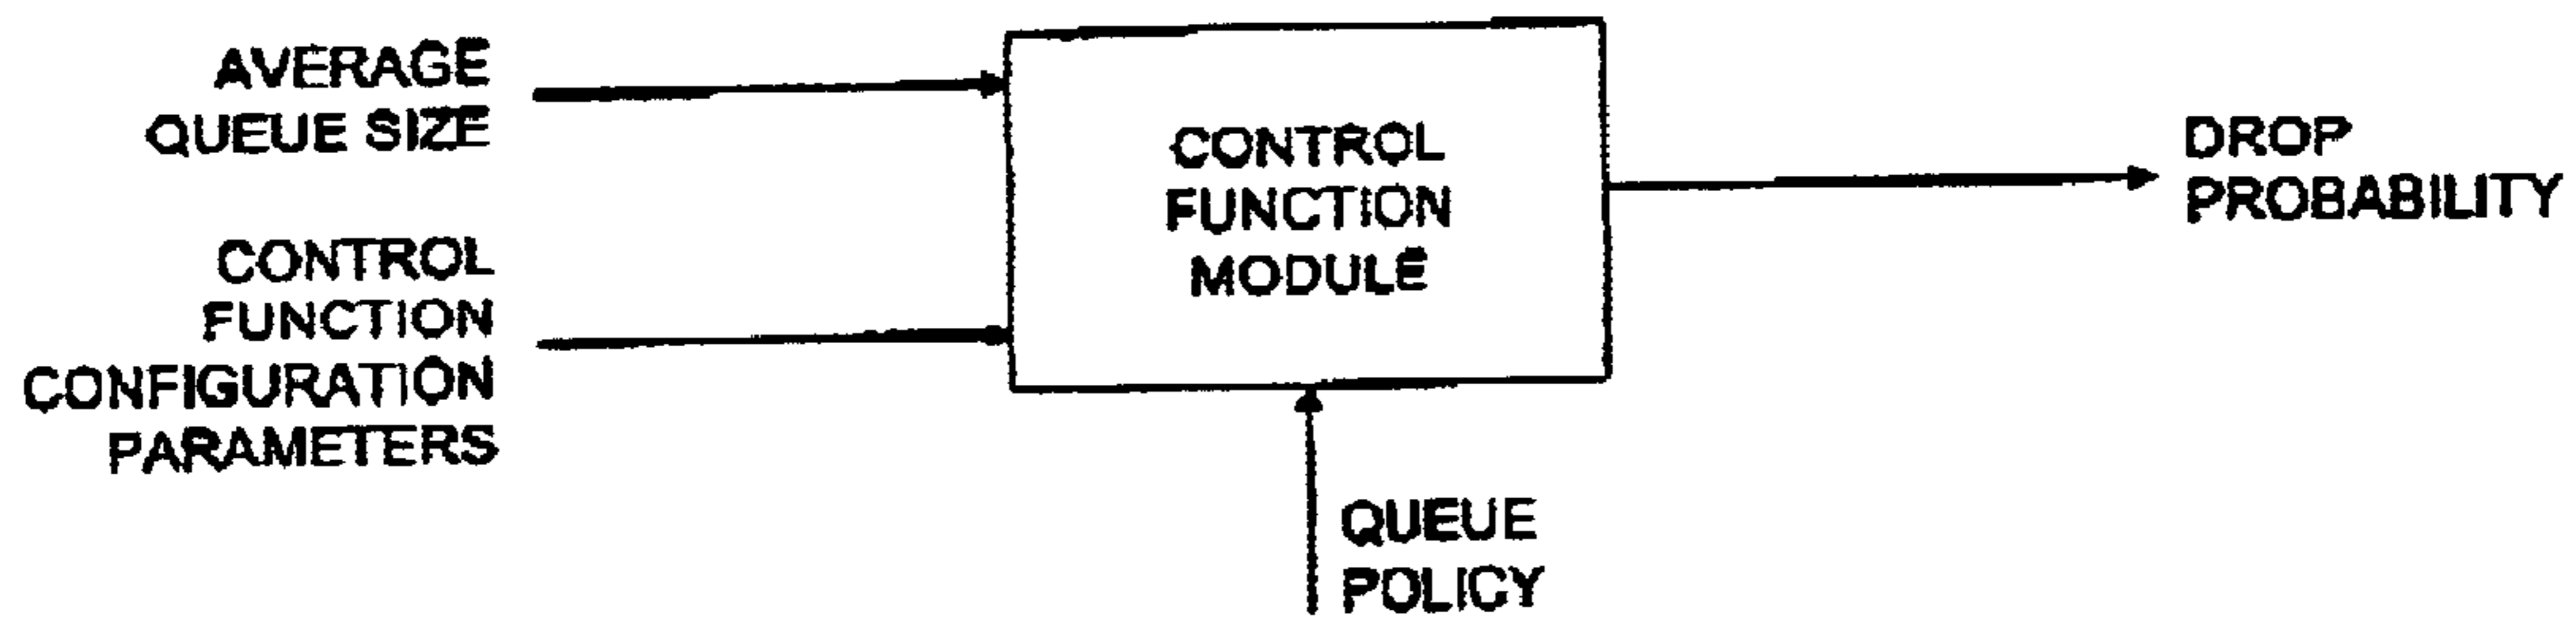 AVERAGE
QUEUE SIZE
CONTROL
FUNCTION
CONFIGURATION
PARAMETERS
CONTROL
FUNCTION
MODULE
QUEUE
POLICY
DROP
PROBABILITY